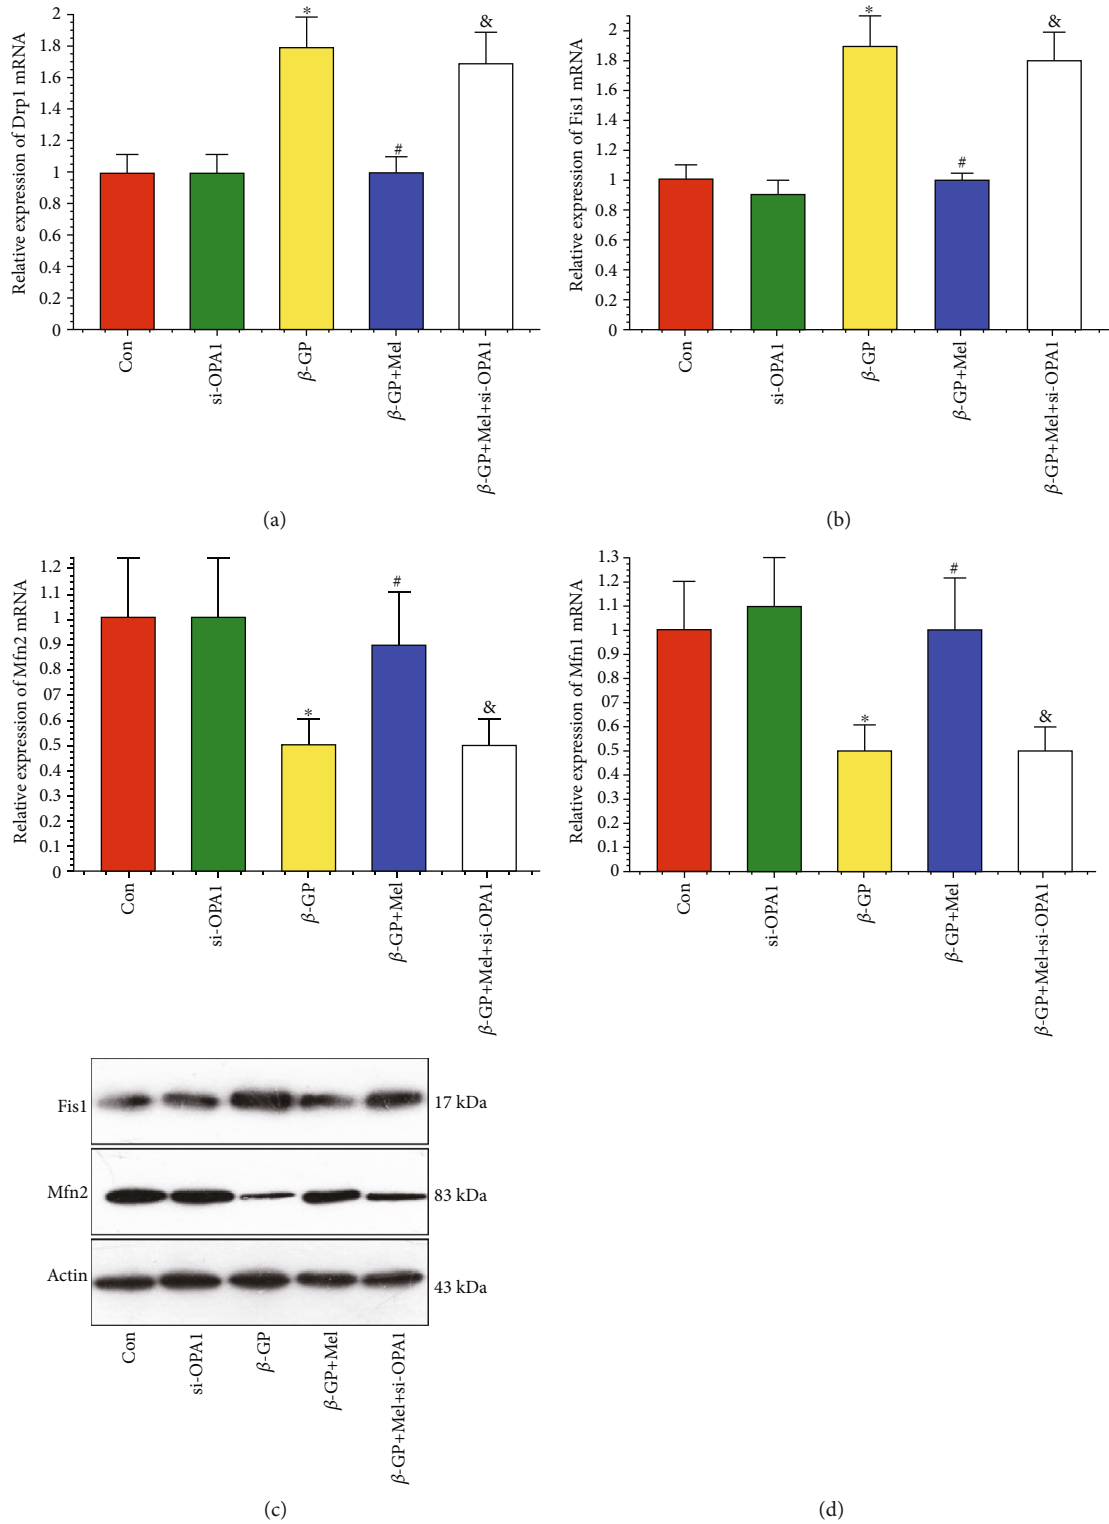 Relative expression of Drp1 mRNA
2
1.8
1.6
1.4
1.2
1
0.8
0.6
0.4
0.2
0
*
#
&
Con
si-OPA1
β-GP
β-GP+Mel
β-GP+Mel+si-OPA1
(a)
Relative expression of Fis1 mRNA
2
1.8
1.6
1.4
1.2
1
0.8
0.6
0.4
0.2
0
*
#
&
Con
si-OPA1
β-GP
β-GP+Mel
β-GP+Mel+si-OPA1
(b)
Relative expression of Mfn2 mRNA
1.2
1.1
1
0.9
0.8
07
0.6
0.5
0.4
0.3
0.2
0.1
0
*
#
&
Con
si-OPA1
β-GP
β-GP+Mel
β-GP+Mel+si-OPA1
Relative expression of Mfn1 mRNA
1.3
1.2
1.1
1
0.9
0.8
07
0.6
0.5
0.4
0.3
0.2
0.1
0
*
#
&
Con
si-OPA1
β-GP
β-GP+Mel
β-GP+Mel+si-OPA1
Fis1
17 kDa
Mfn2
83 kDa
Actin
43 kDa
Con
si-OPA1
β-GP
β-GP+Mel
β-GP+Mel+si-OPA1
(c)
(d)